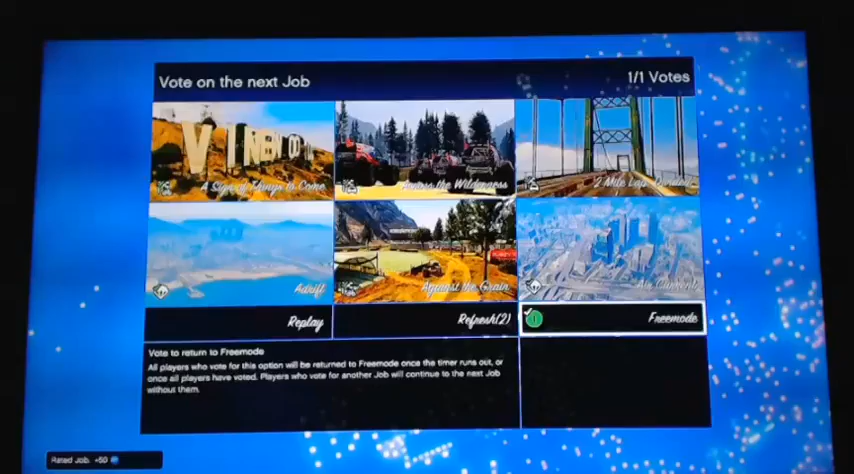 Vote on the next Job
1/1 Votes
VINEWOOD
A Sign of Things to Come
Across the Wilderness
2 Mile Lap
Adrift
Against the Grain
Air Currents
Replay
Refresh(2)
1
Freemode
Vote to return to Freemode
All players who vote for this option will be returned to Freemode once the timer runs out, or
once all players have voted. Players who vote for another Job will continue to the next Job
without them.
Rated Job. +50